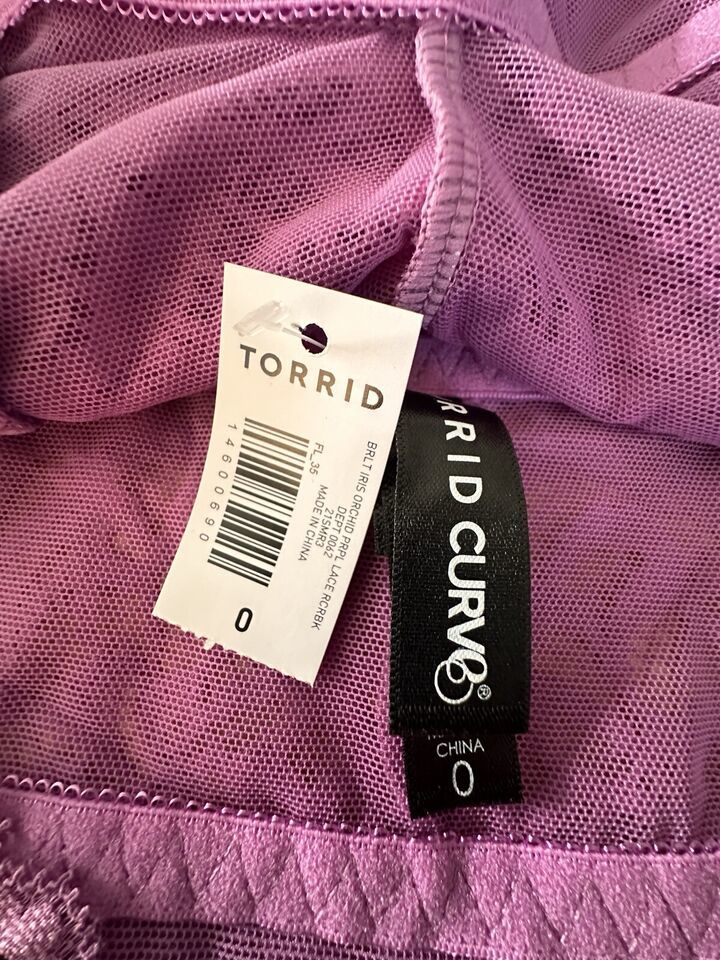 TORRID
BRLT IRIS ORCHID PRPL LACE RCRBK
DEPT 0062
21SMR3
MADE IN CHINA
FL_35
14600690
0
RRID CURVE®
CHINA
0